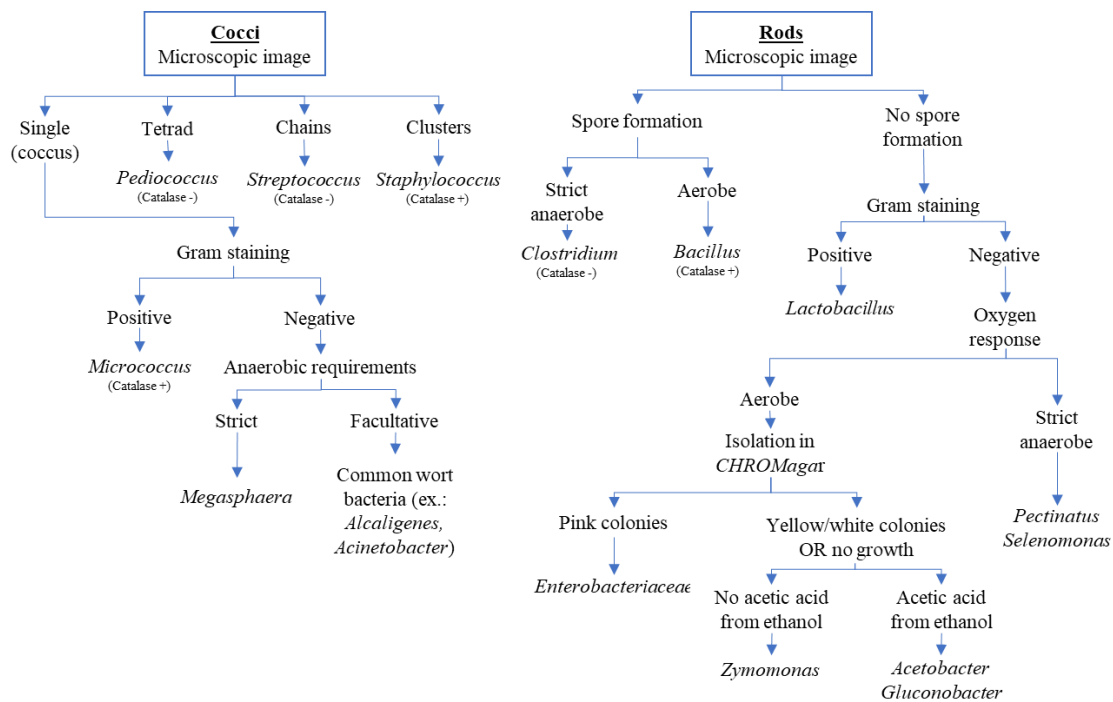 Cocci
Microscopic image
Single
(coccus)
Tetrad
Chains
Clusters
Pediococcus
(Catalase -)
Streptococcus
(Catalase -)
Staphylococcus
(Catalase +)
Gram staining
Positive
Negative
Micrococcus
(Catalase +)
Anaerobic requirements
Strict
Facultative
Megasphaera
Common wort
bacteria (ex.:
Alcaligenes,
Acinetobacter)
Rods
Microscopic image
Spore formation
No spore
formation
Strict
anaerobe
Aerobe
Clostridium
(Catalase -)
Bacillus
(Catalase +)
Gram staining
Positive
Negative
Lactobacillus
Oxygen
response
Aerobe
Strict
anaerobe
Isolation in
CHROMagar
Pectinatus
Selenomonas
Pink colonies
Yellow/white colonies
OR no growth
Enterobacteriaceae
No acetic acid
from ethanol
Acetic acid
from ethanol
Zymomonas
Acetobacter
Gluconobacter